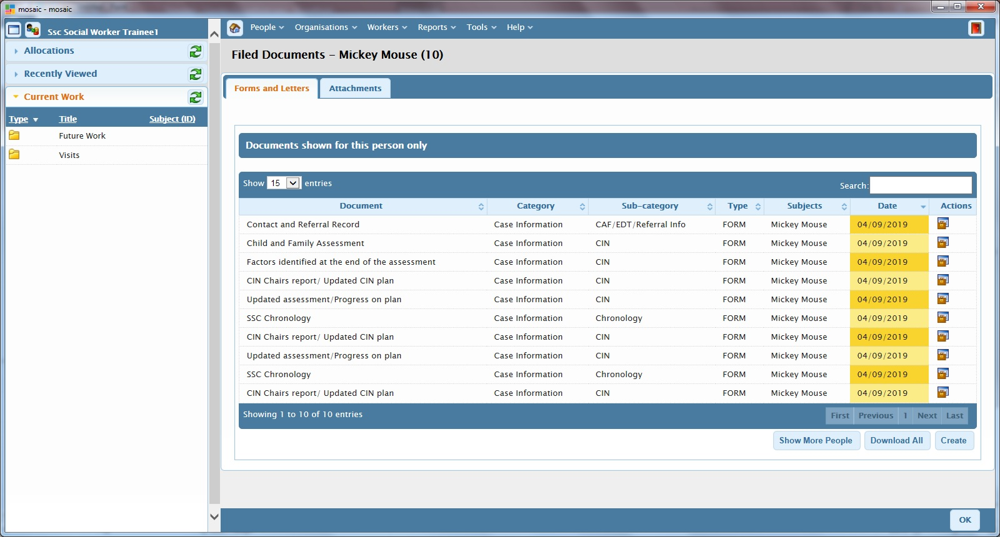 mosaic - mosaic
Ssc Social Worker Trainee1
People Organisations Workers Reports Tools Help
Allocations
Recently Viewed
Current Work
Type Title Subject (ID)
Future Work
Visits
Filed Documents - Mickey Mouse (10)
Forms and Letters Attachments
Documents shown for this person only
Show 15 entries Search:
Document Category Sub-category Type Subjects Date Actions
Contact and Referral Record Case Information CAF/EDT/Referral Info FORM Mickey Mouse 04/09/2019
Child and Family Assessment Case Information CIN FORM Mickey Mouse 04/09/2019
Factors identified at the end of the assessment Case Information CIN FORM Mickey Mouse 04/09/2019
CIN Chairs report/ Updated CIN plan Case Information CIN FORM Mickey Mouse 04/09/2019
Updated assessment/Progress on plan Case Information CIN FORM Mickey Mouse 04/09/2019
SSC Chronology Case Information Chronology FORM Mickey Mouse 04/09/2019
CIN Chairs report/ Updated CIN plan Case Information CIN FORM Mickey Mouse 04/09/2019
Updated assessment/Progress on plan Case Information CIN FORM Mickey Mouse 04/09/2019
SSC Chronology Case Information Chronology FORM Mickey Mouse 04/09/2019
CIN Chairs report/ Updated CIN plan Case Information CIN FORM Mickey Mouse 04/09/2019
Showing 1 to 10 of 10 entries First Previous 1 Next Last
Show More People Download All Create
OK